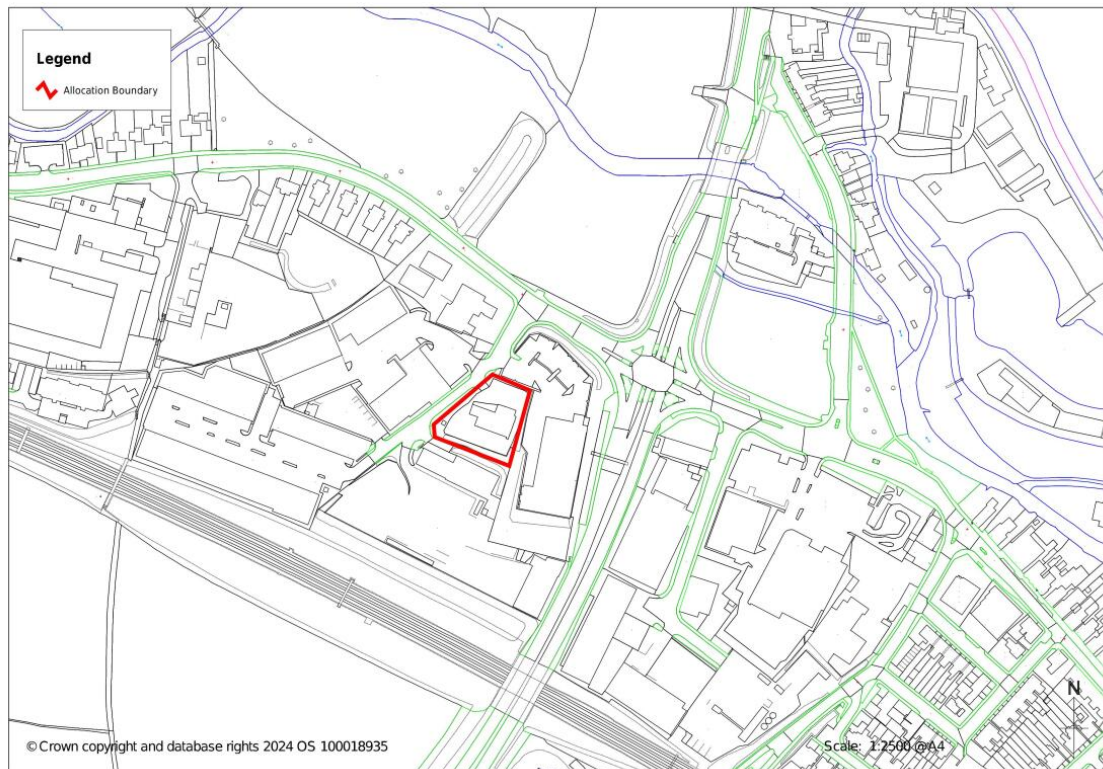 Legend
Allocation Boundary
N
© Crown copyright and database rights 2024 OS 100018935
Scale: 1:2500 @A4